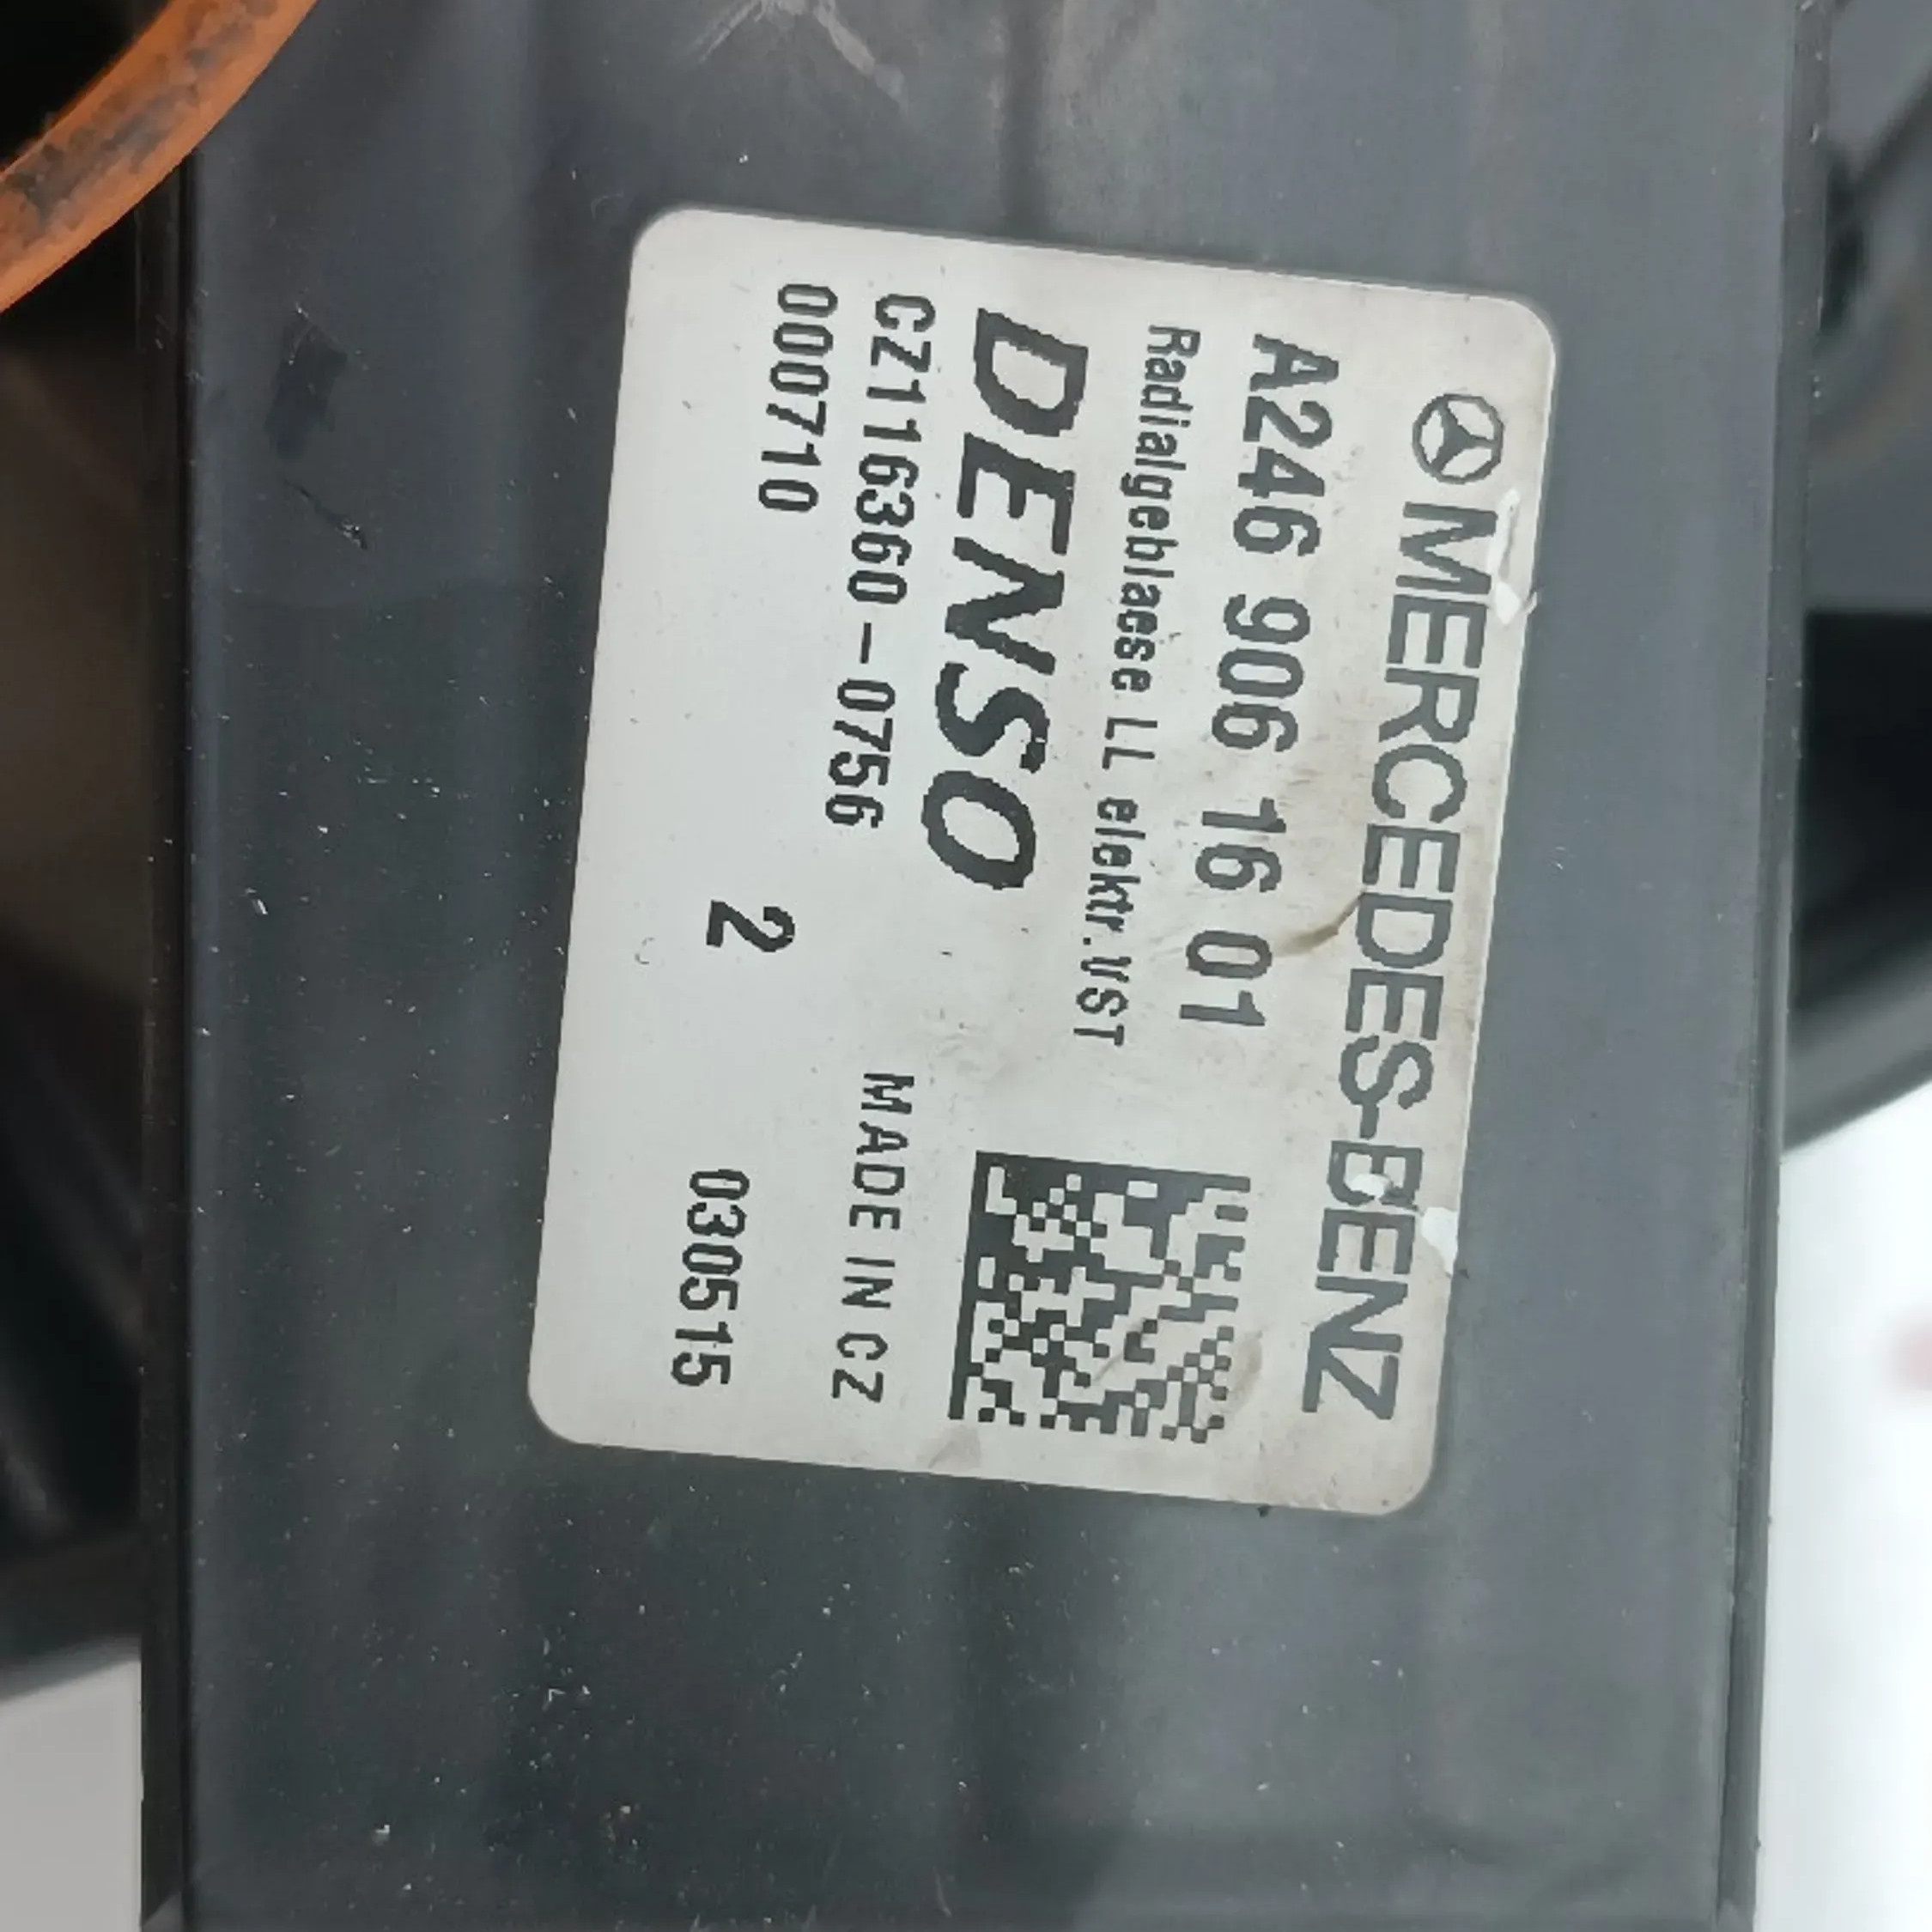 MERCEDES-BENZ
A246 906 16 01
Radialgeblaese LL elektr.VST
DENSO
CZ116360-0756 MADE IN CZ
000710
2 030515